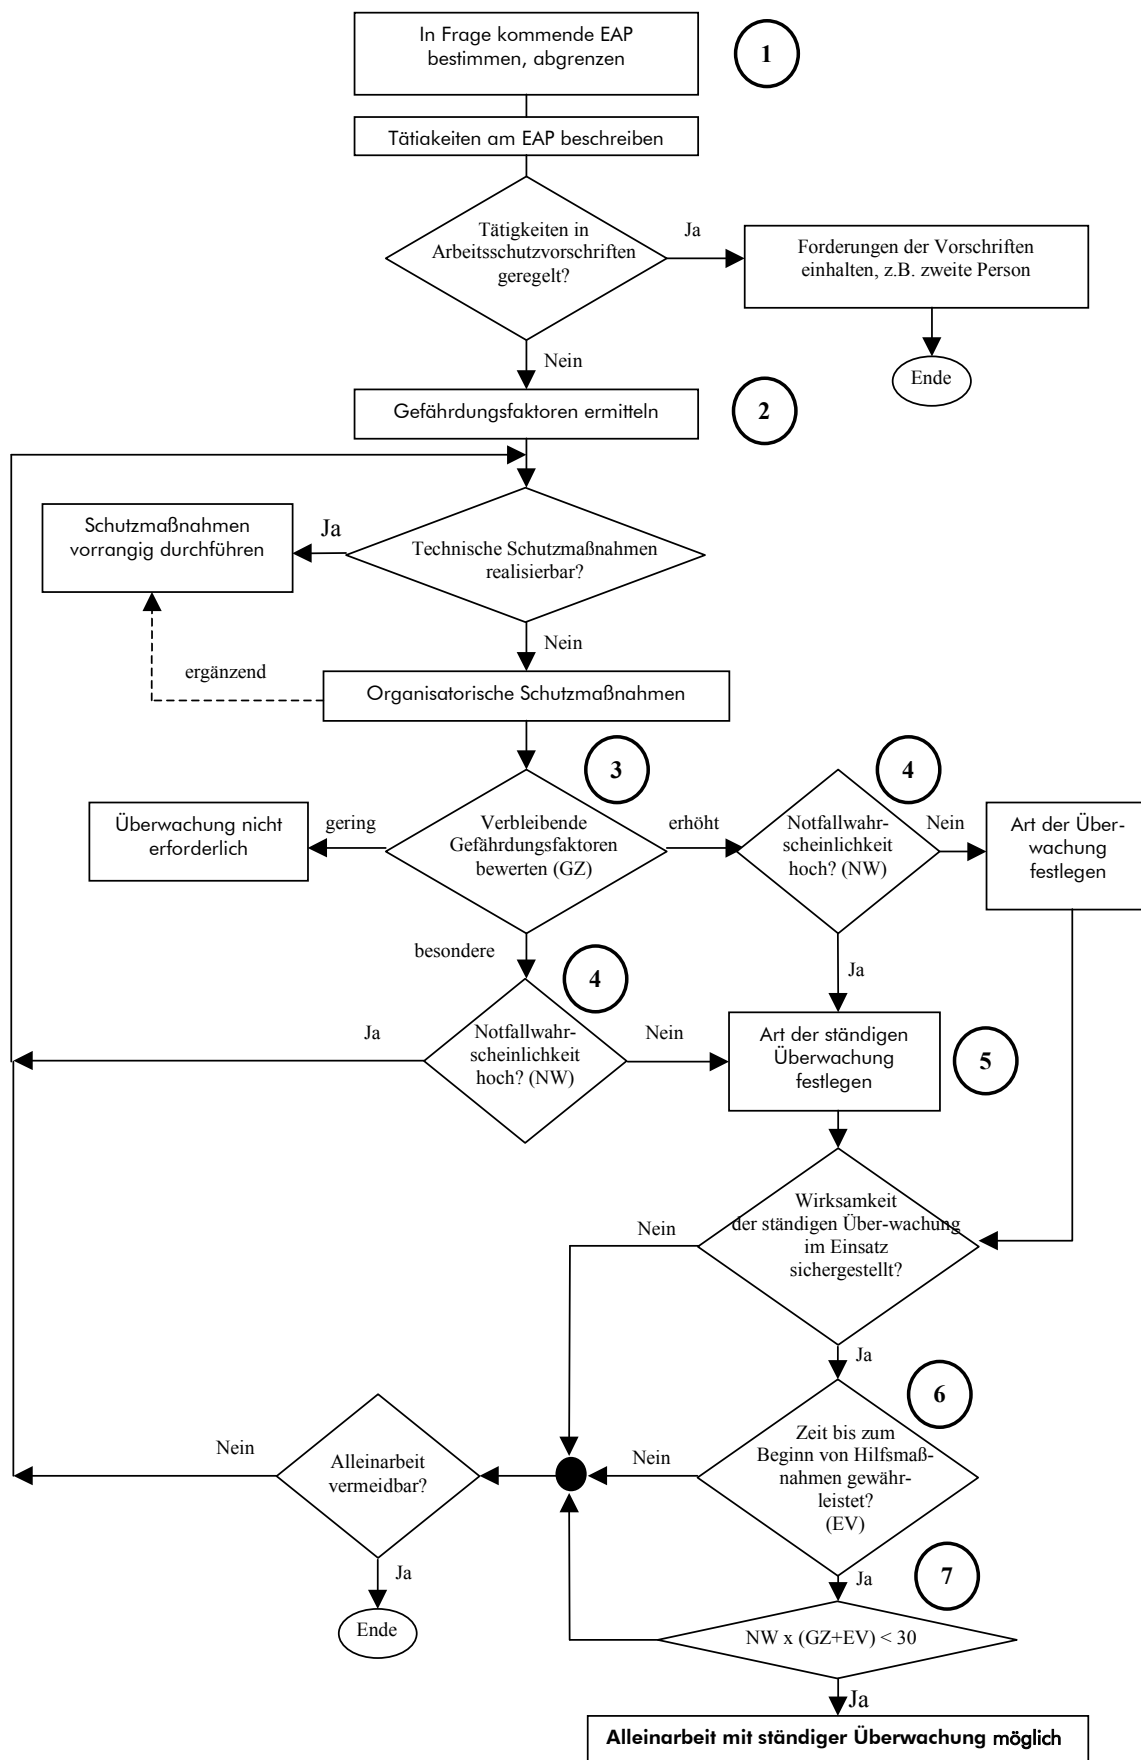 In Frage kommende EAP
bestimmen, abgrenzen
1
Tätiakeiten am EAP beschreiben
Tätigkeiten in
Arbeitsschutzvorschriften
geregelt?
Ja
Forderungen der Vorschriften
einhalten, z.B. zweite Person
Ende
Nein
Gefährdungsfaktoren ermitteln
2
Schutzmaßnahmen
vorrangig durchführen
Ja
Technische Schutzmaßnahmen
realisierbar?
Nein
ergänzend
Organisatorische Schutzmaßnahmen
3
4
Überwachung nicht
erforderlich
gering
Verbleibende
Gefährdungsfaktoren
bewerten (GZ)
erhöht
Notfallwahr-
scheinlichkeit
hoch? (NW)
Nein
Art der Über-
wachung
festlegen
besondere
4
Ja
Ja
Notfallwahr-
scheinlichkeit
hoch? (NW)
Nein
Art der ständigen
Überwachung
festlegen
5
Nein
Wirksamkeit
der ständigen Über-wachung
im Einsatz
sichergestellt?
Ja
6
Nein
Alleinarbeit
vermeidbar?
Nein
Zeit bis zum
Beginn von Hilfsmaß-
nahmen gewähr-
leistet?
(EV)
Ja
Ja
7
Ende
NW x (GZ+EV) < 30
Ja
Alleinarbeit mit ständiger Überwachung möglich